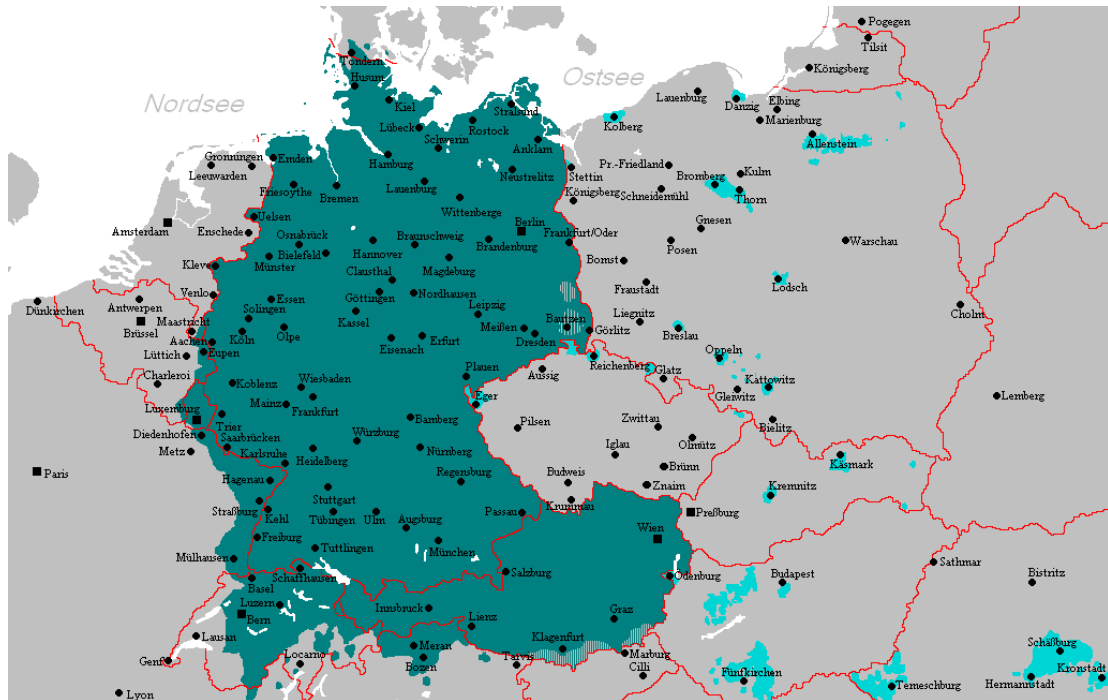 Pogegen
Tilsit
Nordsee
Ostsee
Königsberg
Tondern
Husum
Kiel
Stralsund
Lauenburg
Danzig
Elbing
Lübeck
Schwerin
Rostock
Kolberg
Marienburg
Anklam
Allenstein
Gronningen
Emden
Leeuwarden
Hamburg
Neustrelitz
Stettin
Pr.-Friedland
Bromberg
Kulm
Friesoythe
Bremen
Lauenburg
Königsberg
Schneidemühl
Thorn
Wittenberge
Uelsen
Berlin
Gnesen
Amsterdam
Enschede
Osnabrück
Braunschweig
Brandenburg
Frankfurt/Oder
Warschau
Bielefeld
Hannover
Posen
Münster
Magdeburg
Bomst
Kleve
Clausthal
Fraustadt
Lodsch
Göttingen
Nordhausen
Dünkirchen
Antwerpen
Venlo
Essen
Leipzig
Cholm
Brüssel
Solingen
Kassel
Liegnitz
Maastricht
Köln
Olpe
Meißen
Bautzen
Görlitz
Breslau
Aachen
Eisenach
Erfurt
Dresden
Lüttich
Eupen
Reichenberg
Oppeln
Charleroi
Koblenz
Wiesbaden
Plauen
Aussig
Glatz
Kattowitz
Gleiwitz
Lemberg
Luxemburg
Mainz
Frankfurt
Eger
Trier
Bamberg
Zwittau
Bielitz
Diedenhofen
Saarbrücken
Würzburg
Pilsen
Olmütz
Metz
Karlsruhe
Heidelberg
Nürnberg
Iglau
Käsmark
Paris
Brünn
Hagenau
Regensburg
Budweis
Znaim
Kremnitz
Stuttgart
Straßburg
Kehl
Tübingen
Ulm
Augsburg
Passau
Krummau
Preßburg
Wien
Freiburg
München
Mülhausen
Tuttlingen
Sathmar
Schaffhausen
Salzburg
Ödenburg
Budapest
Bistritz
Basel
Luzern
Innsbruck
Bern
Graz
Lienz
Lausan
Klagenfurt
Schäßburg
Meran
Genf
Locarno
Bozen
Tarvis
Marburg
Cilli
Kronstadt
Fünfkirchen
Temeschburg
Hermannstadt
Lyon